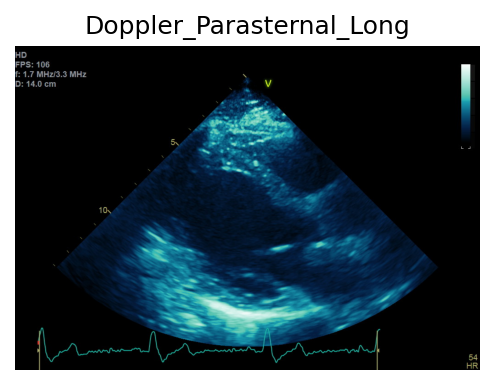 Doppler_Parasternal_Long
HD
FPS: 106
f: 1.7 MHz/3.3 MHz
D: 14.0 cm
V
5
10
54
HR